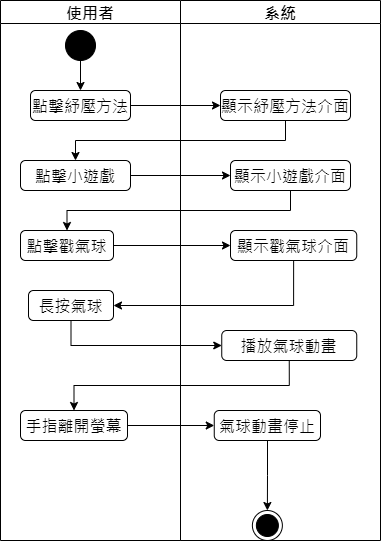 使用者
系統
點擊紓壓方法
顯示紓壓方法介面
點擊小遊戲
顯示小遊戲介面
點擊戳氣球
顯示戳氣球介面
長按氣球
播放氣球動畫
手指離開螢幕
氣球動畫停止